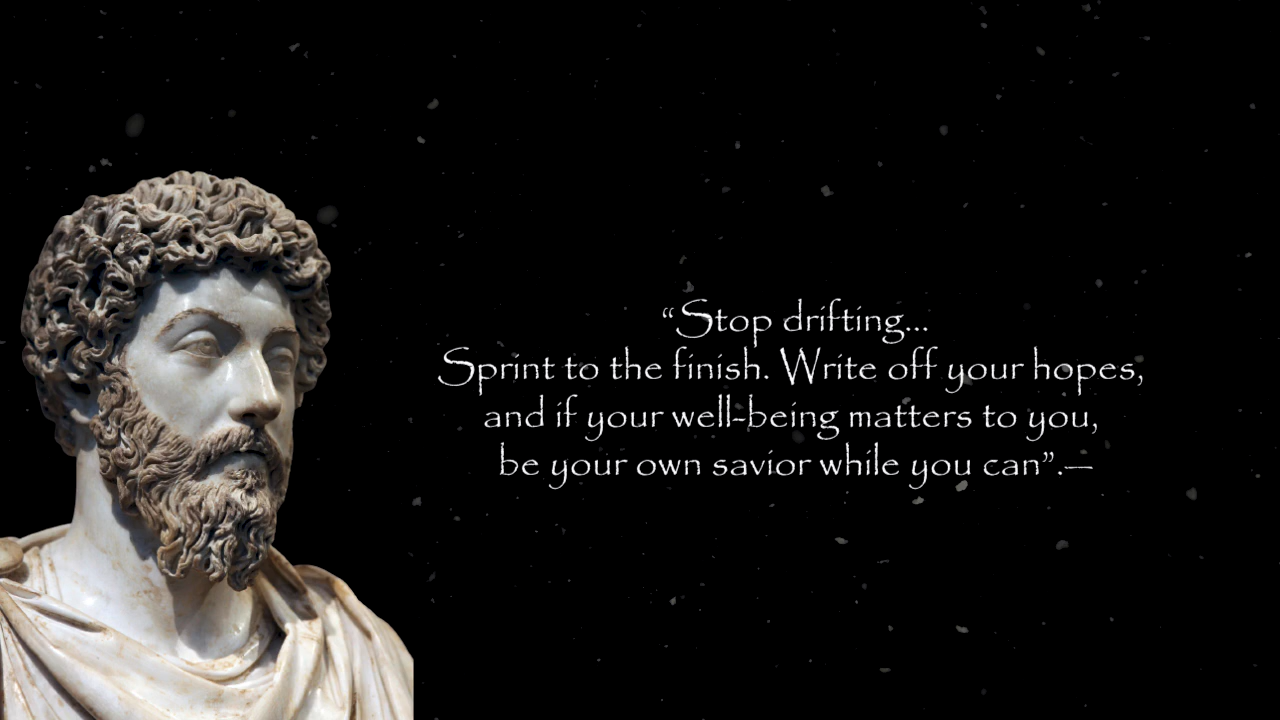 “Stop drifting...
Sprint to the finish. Write off your hopes,
and if your well-being matters to you,
be your own savior while you can”.—